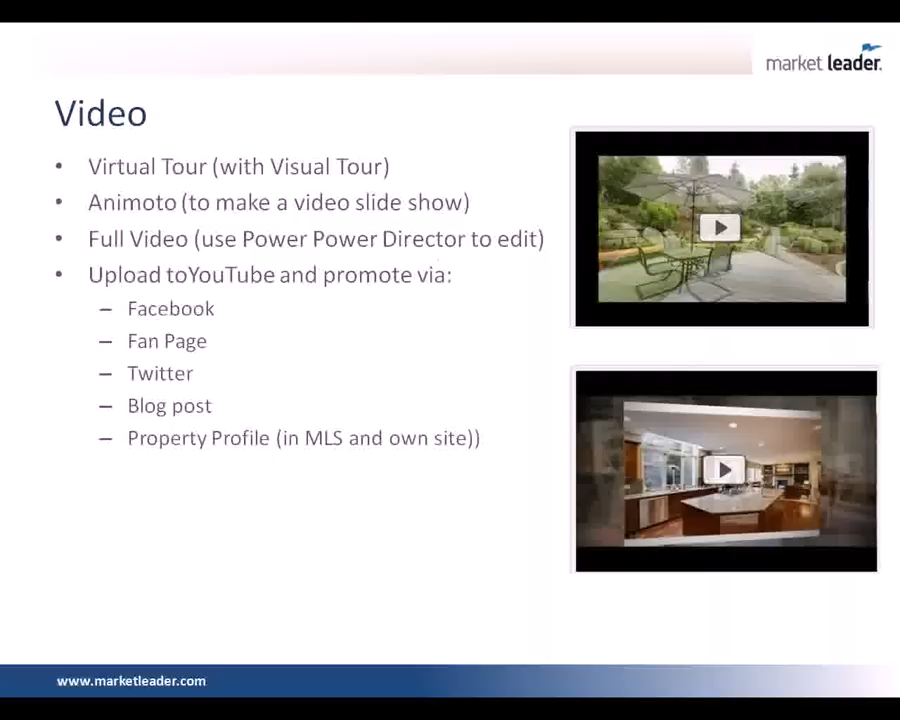 market leader.
Video
• Virtual Tour (with Visual Tour)
• Animoto (to make a video slide show)
• Full Video (use Power Power Director to edit)
• Upload toYouTube and promote via:
– Facebook
– Fan Page
– Twitter
– Blog post
– Property Profile (in MLS and own site))
www.marketleader.com